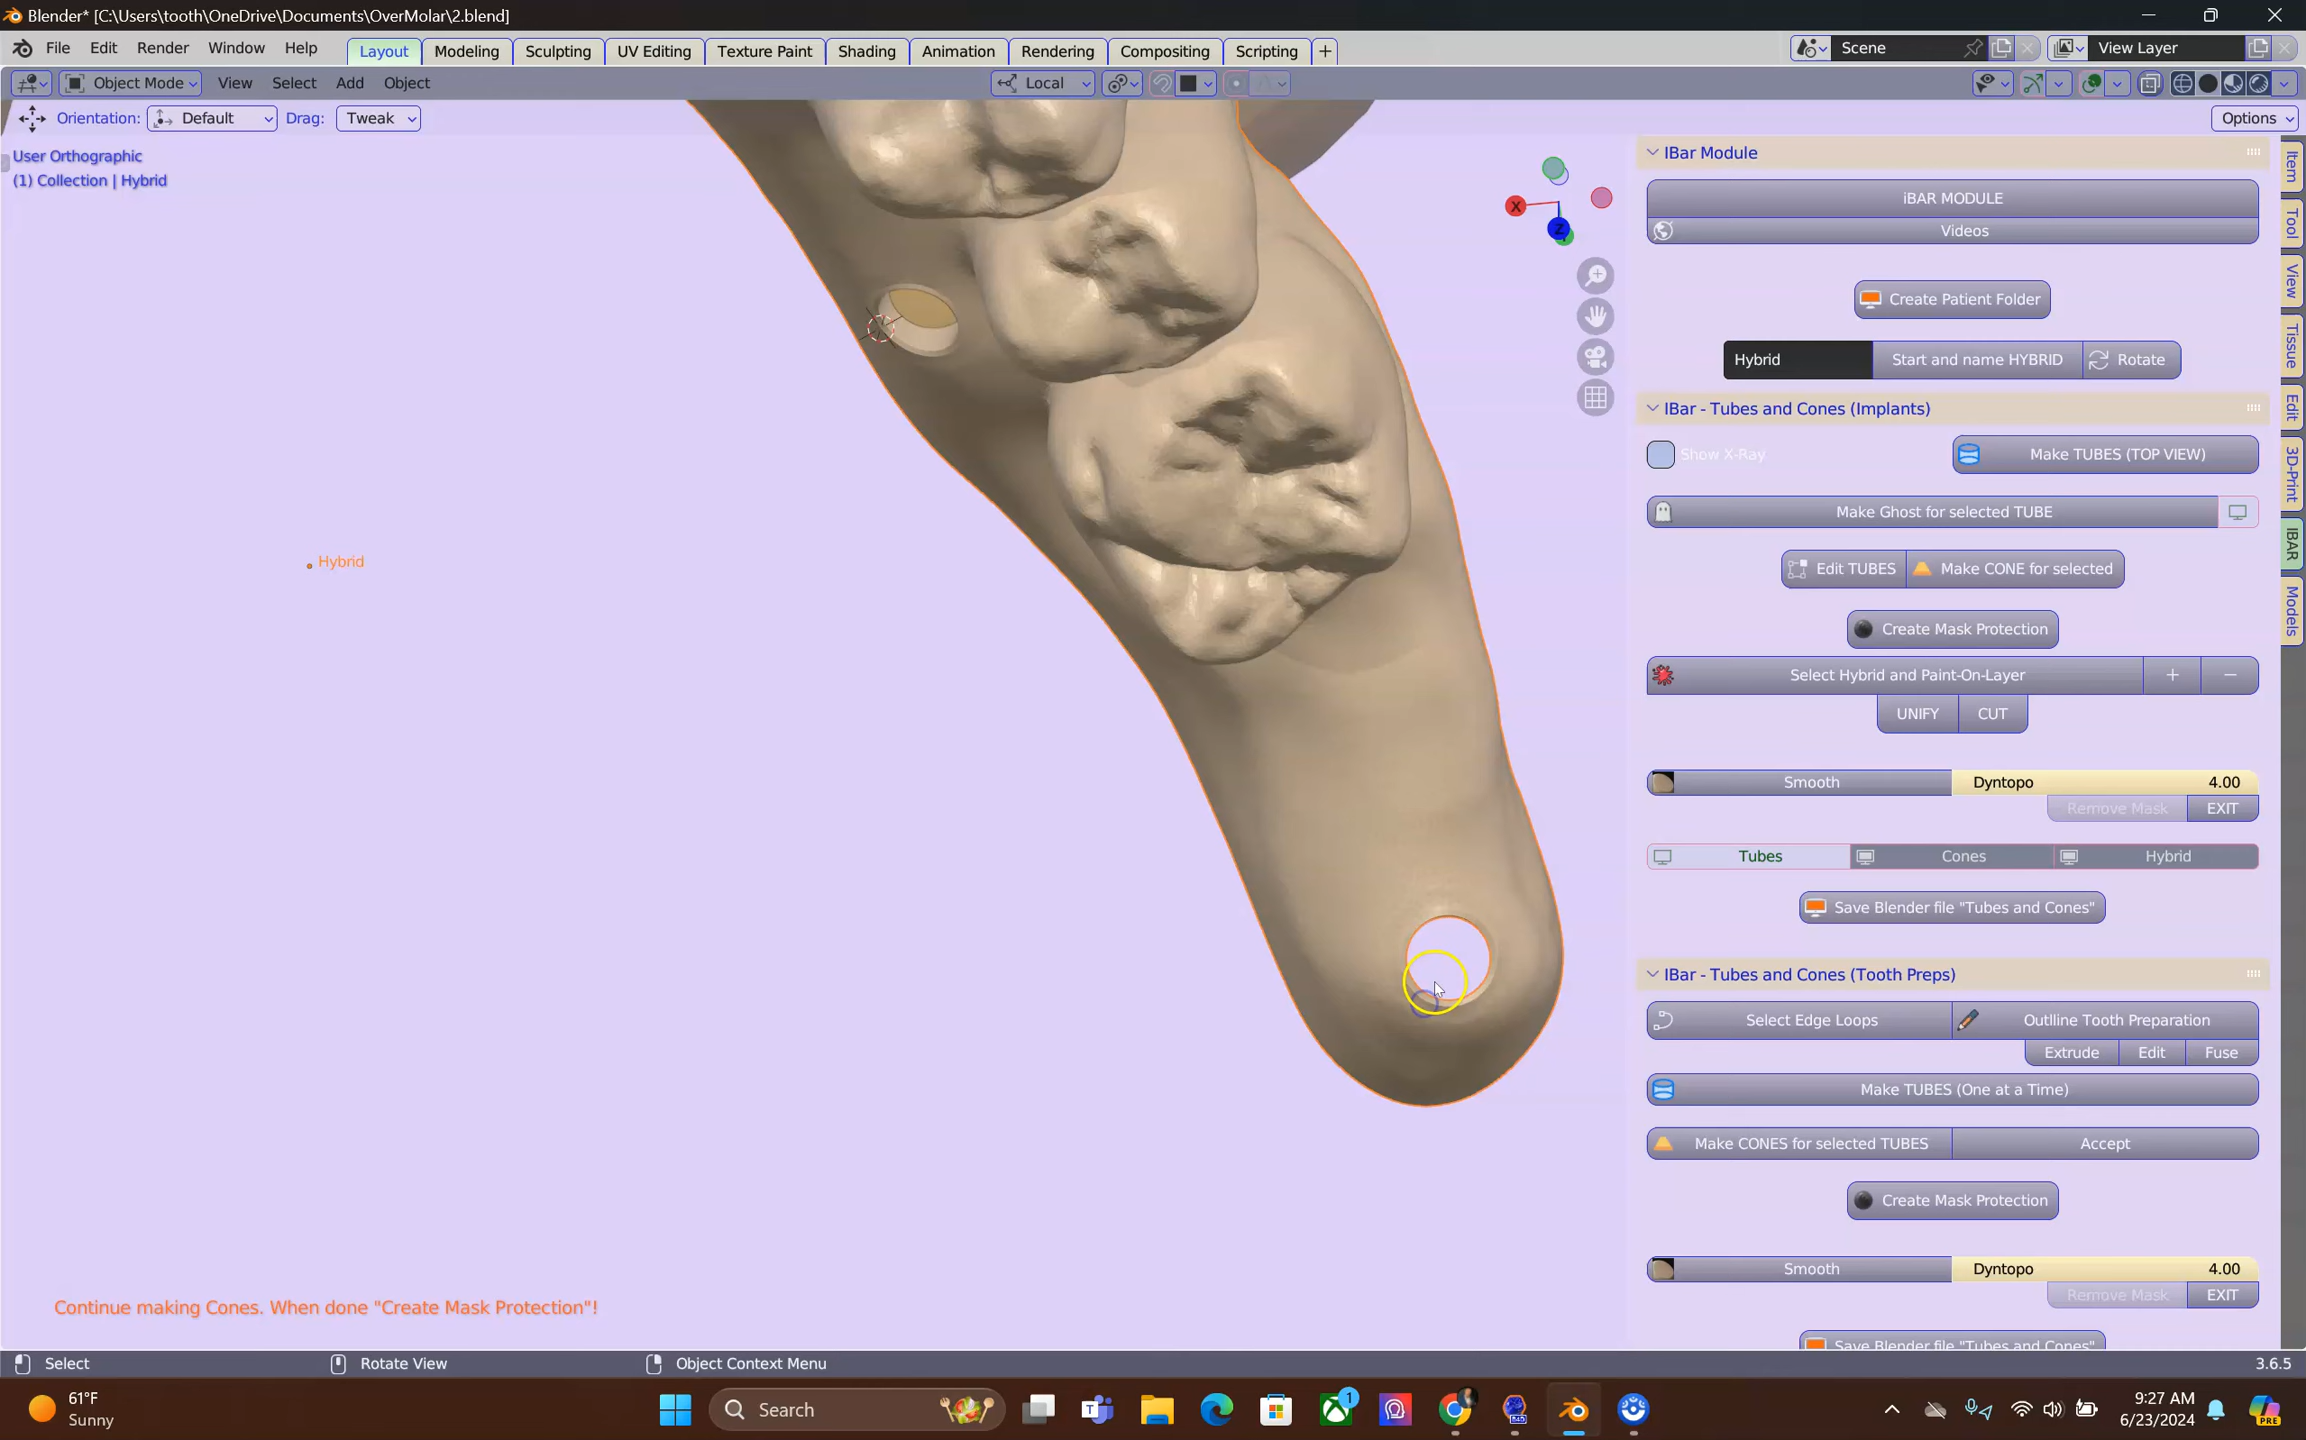 Blender* [C:\Users\tooth\OneDrive\Documents\OverMolar\2.blend]
File Edit Render Window Help Layout Modeling Sculpting UV Editing Texture Paint Shading Animation Rendering Compositing Scripting + Scene View Layer
Object Mode View Select Add Object Local
Orientation: Default Drag: Tweak Options
User Orthographic
(1) Collection | Hybrid
X
Z
Hybrid
Continue making Cones. When done "Create Mask Protection"!
IBar Module
iBAR MODULE
Videos
Create Patient Folder
Hybrid Start and name HYBRID Rotate
IBar - Tubes and Cones (Implants)
Show X-Ray Make TUBES (TOP VIEW)
Make Ghost for selected TUBE
Edit TUBES Make CONE for selected
Create Mask Protection
Select Hybrid and Paint-On-Layer + −
UNIFY CUT
Smooth Dyntopo 4.00
Remove Mask EXIT
Tubes Cones Hybrid
Save Blender file "Tubes and Cones"
IBar - Tubes and Cones (Tooth Preps)
Select Edge Loops Outlline Tooth Preparation
Extrude Edit Fuse
Make TUBES (One at a Time)
Make CONES for selected TUBES Accept
Create Mask Protection
Smooth Dyntopo 4.00
Remove Mask EXIT
Save Blender file "Tubes and Cones"
Item
Tool
View
Tissue
Edit
3D-Print
IBAR
Models
Select Rotate View Object Context Menu 3.6.5
61°F
Sunny
Search
1
9:27 AM
6/23/2024
PRE